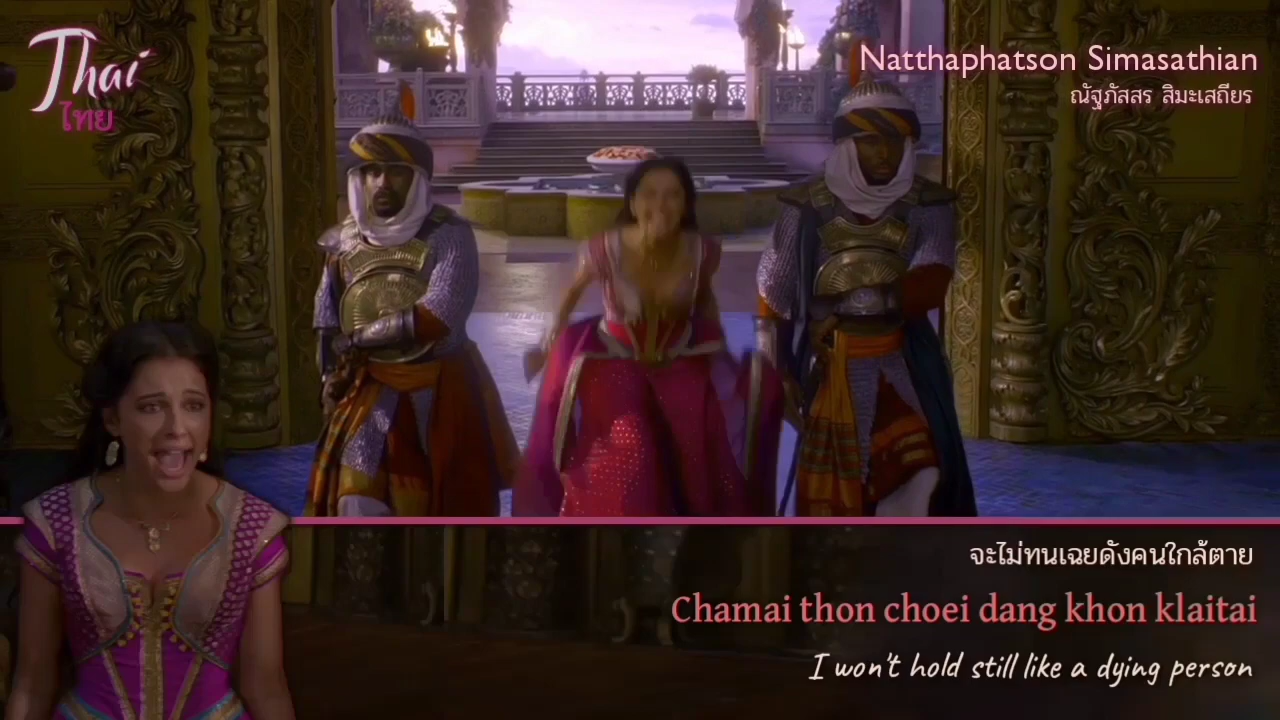 Thai
ไทย
Natthaphatson Simasathian
ณัฐภัสสร สิมะเสถียร
จะไม่ทนเฉยดังคนใกล้ตาย
Chamai thon choei dang khon klaitai
I won't hold still like a dying person